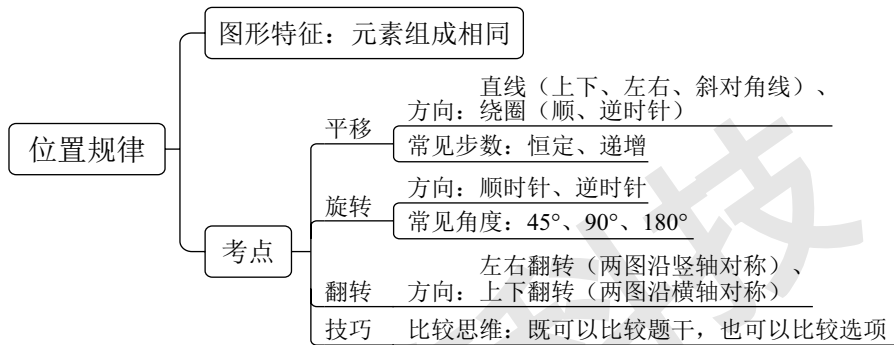 位置规律
图形特征：元素组成相同
考点
平移
方向：
直线（上下、左右、斜对角线）、
绕圈（顺、逆时针）
常见步数：恒定、递增
旋转
方向：顺时针、逆时针
常见角度：45°、90°、180°
翻转
方向：
左右翻转（两图沿竖轴对称）、
上下翻转（两图沿横轴对称）
技巧
比较思维：既可以比较题干，也可以比较选项
科技